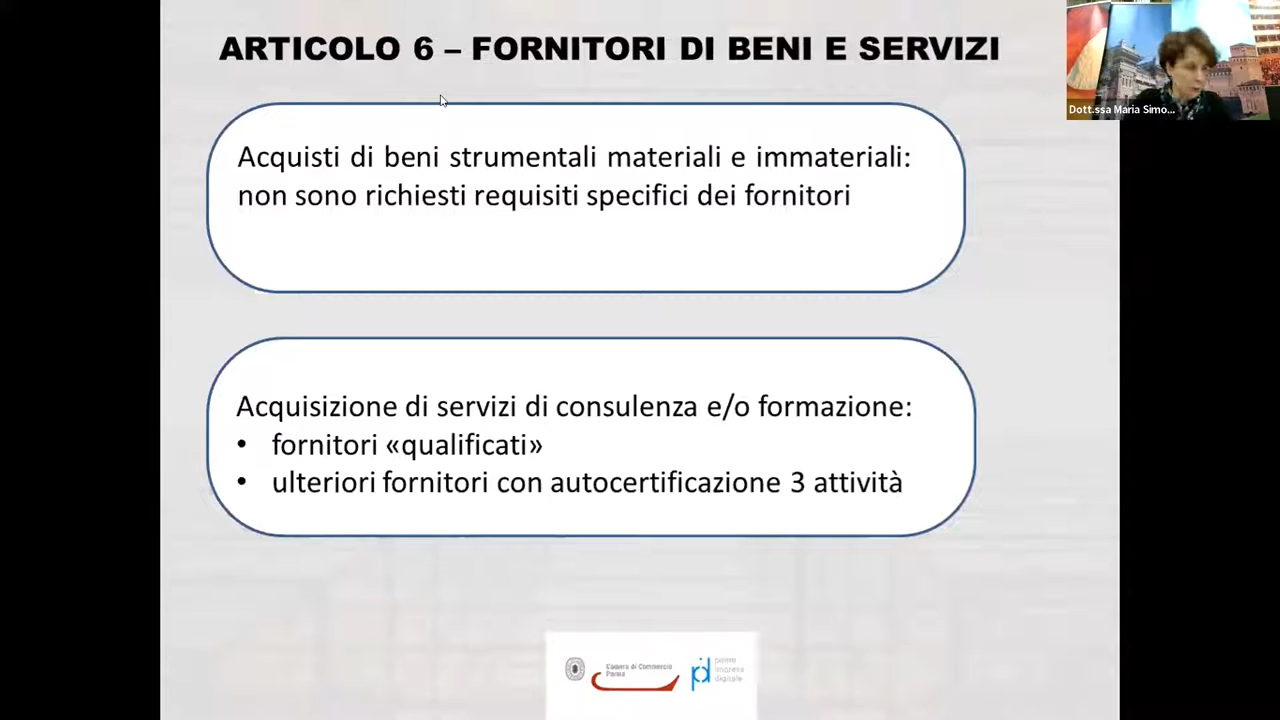 ARTICOLO 6 – FORNITORI DI BENI E SERVIZI
Dott.ssa Maria Simo...
Acquisti di beni strumentali materiali e immateriali:
non sono richiesti requisiti specifici dei fornitori
Acquisizione di servizi di consulenza e/o formazione:
• fornitori «qualificati»
• ulteriori fornitori con autocertificazione 3 attività
Camera di Commercio
Parma
pid
punto
impresa
digitale